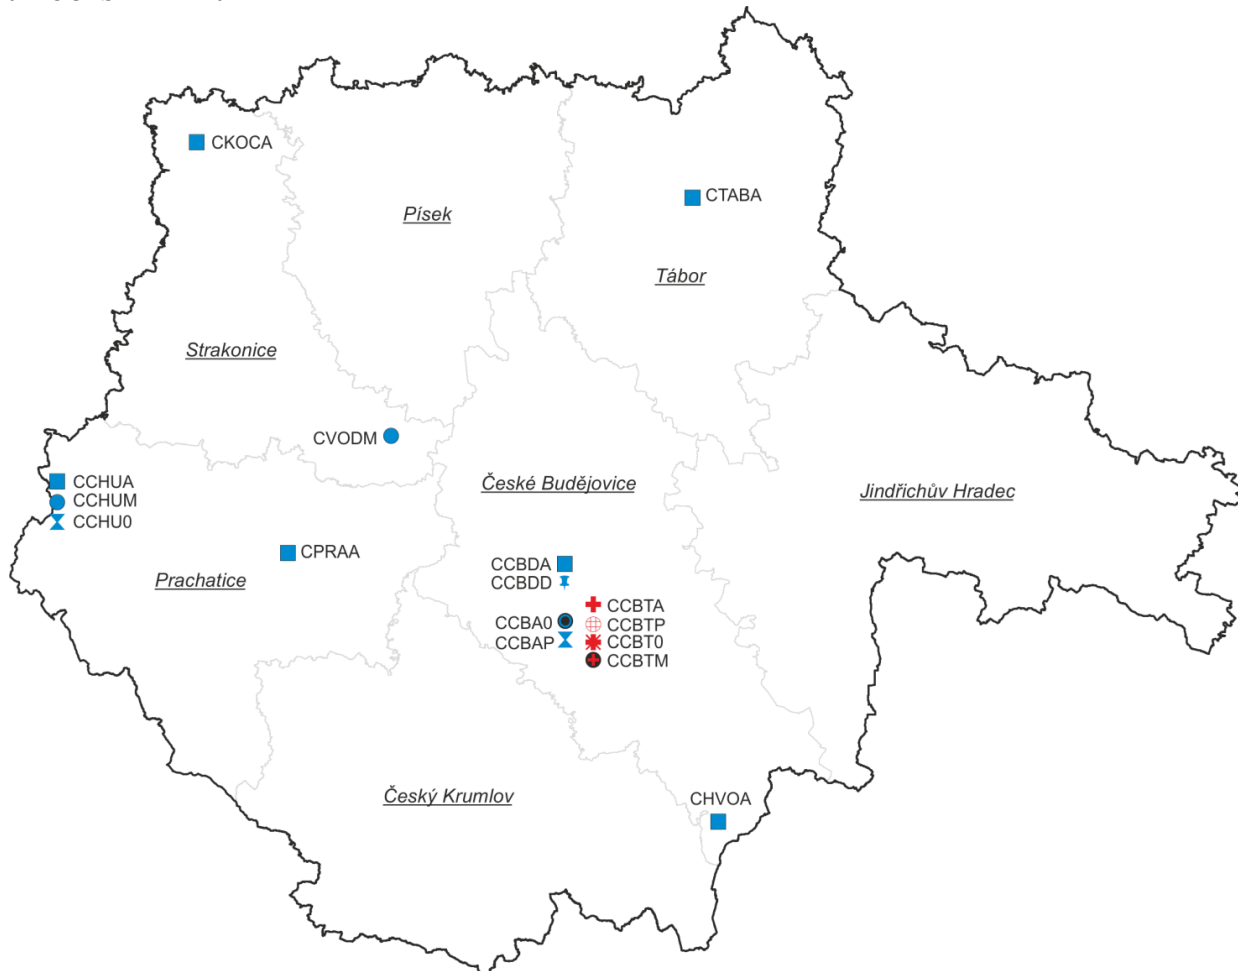 CKOCA
CTABA
Písek
Tábor
Strakonice
CVODM
CCHUA
CCHUM
CCHU0
České Budějovice
Jindřichův Hradec
CPRAA
Prachatice
CCBDA
CCBDD
CCBA0
CCBAP
CCBTA
CCBTP
CCBT0
CCBTM
Český Krumlov
CHVOA